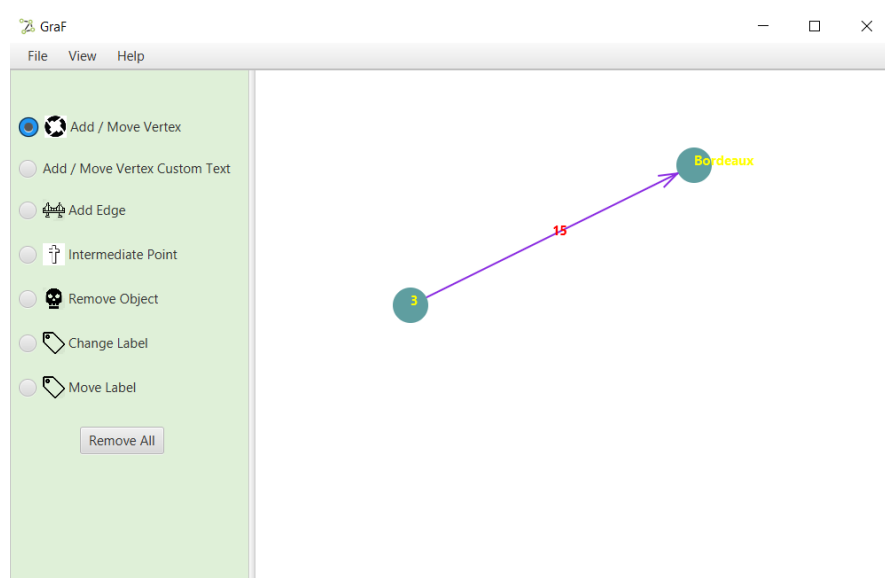 GraF
File View Help
Add / Move Vertex
Add / Move Vertex Custom Text
Add Edge
Intermediate Point
Remove Object
Change Label
Move Label
Remove All
Bordeaux
15
3